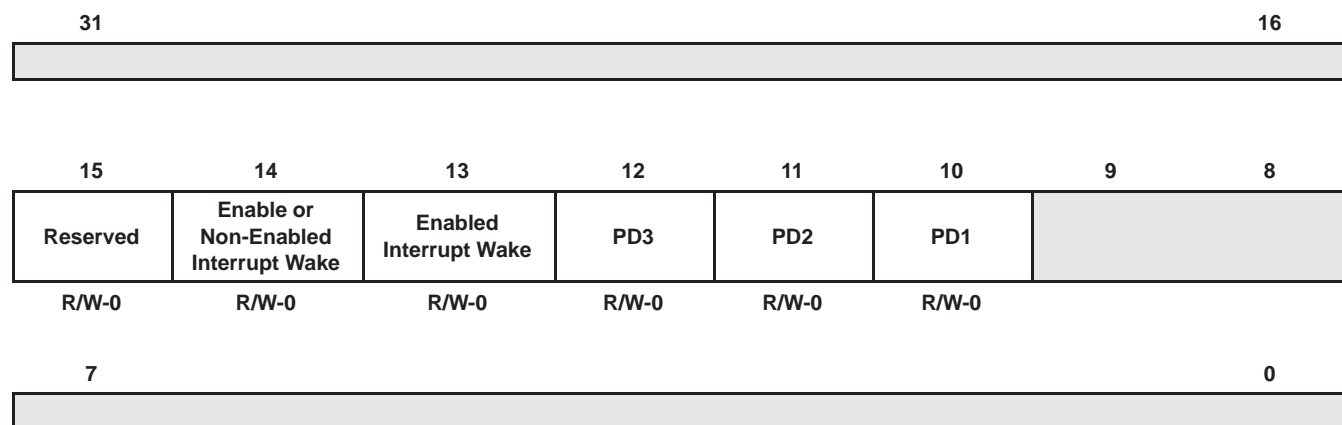 31 16
15 14 13 12 11 10 9 8
Reserved
Enable or
Non-Enabled
Interrupt Wake
Enabled
Interrupt Wake
PD3
PD2
PD1
R/W-0 R/W-0 R/W-0 R/W-0 R/W-0 R/W-0
7 0